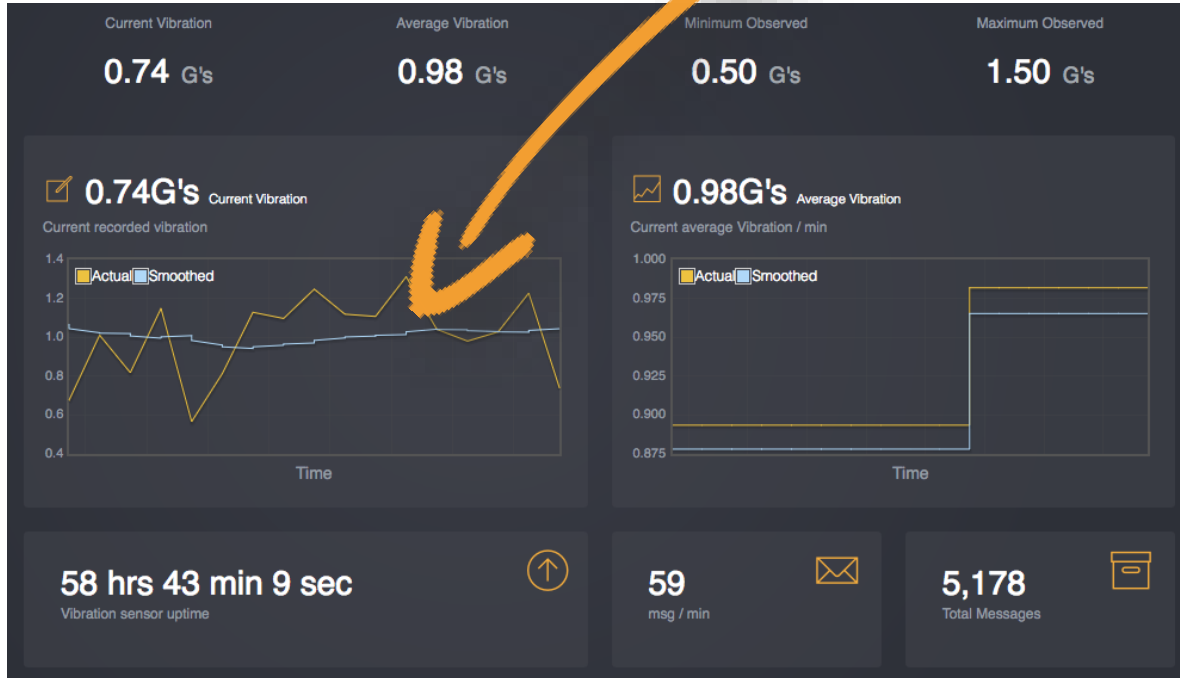 Current Vibration
Average Vibration
Minimum Observed
Maximum Observed
0.74 G's
0.98 G's
0.50 G's
1.50 G's
0.74G's Current Vibration
Current recorded vibration
1.4
1.2
1.0
0.8
0.6
0.4
Actual Smoothed
Time
0.98G's Average Vibration
Current average Vibration / min
1.000
0.975
0.950
0.925
0.900
0.875
Actual Smoothed
Time
58 hrs 43 min 9 sec
Vibration sensor uptime
59
msg / min
5,178
Total Messages